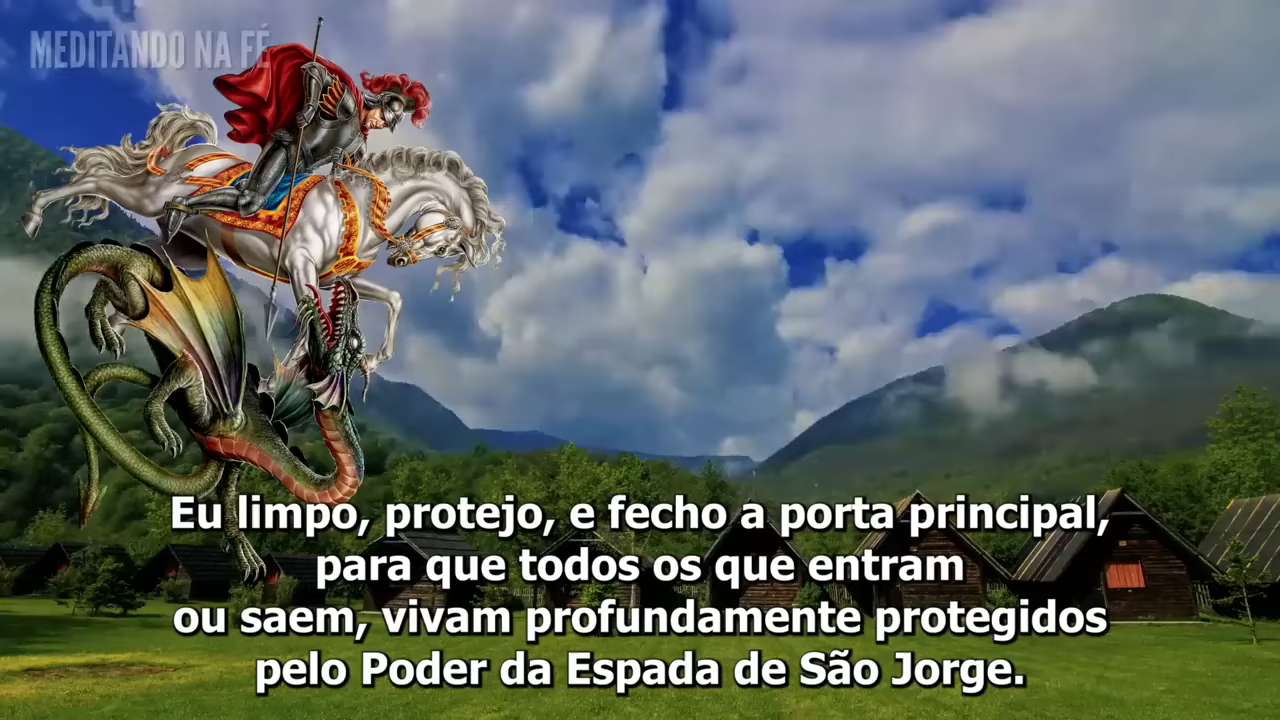 MEDITANDO NA FÉ
Eu limpo, protejo, e fecho a porta principal,
para que todos os que entram
ou saem, vivam profundamente protegidos
pelo Poder da Espada de São Jorge.